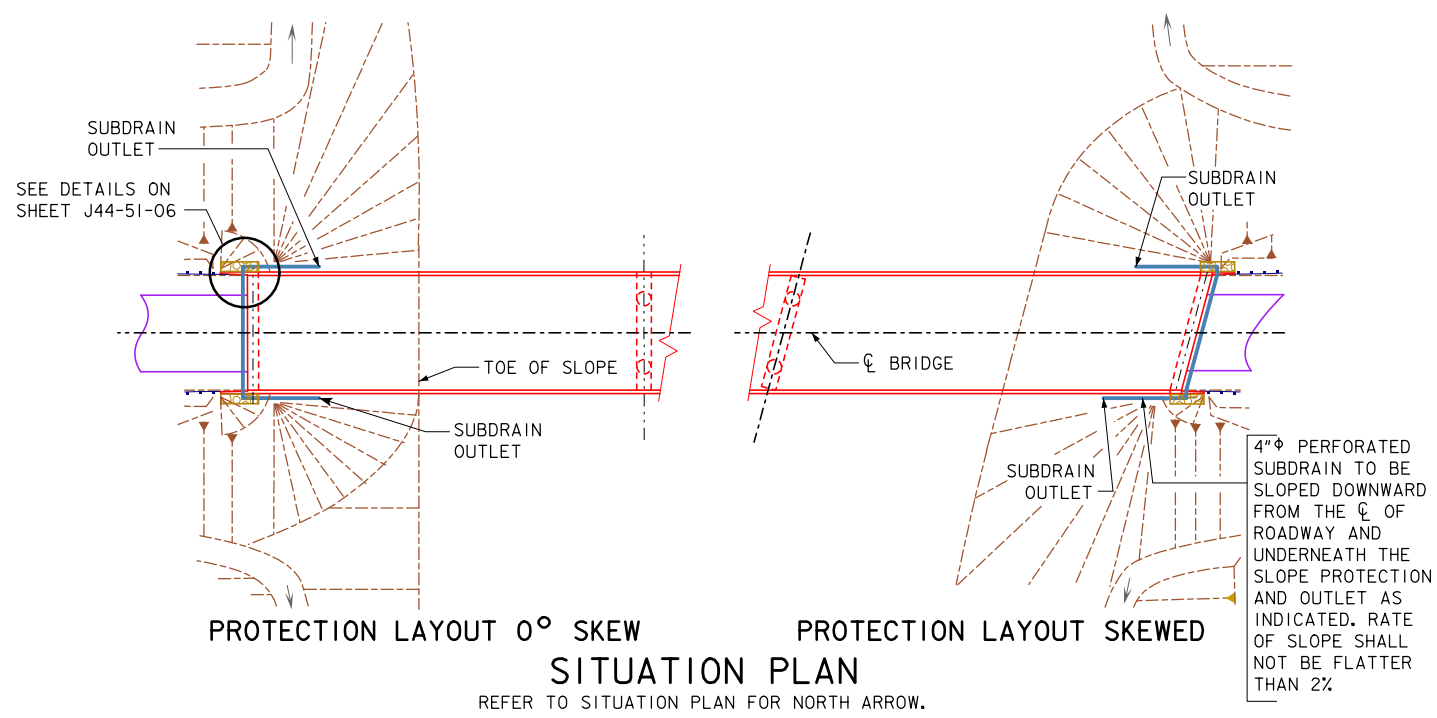 SUBDRAIN
OUTLET
SEE DETAILS ON
SHEET J44-51-06
TOE OF SLOPE
SUBDRAIN
OUTLET
SUBDRAIN
OUTLET
℄ BRIDGE
SUBDRAIN
OUTLET
4"ϕ PERFORATED
SUBDRAIN TO BE
SLOPED DOWNWARD
FROM THE ℄ OF
ROADWAY AND
UNDERNEATH THE
SLOPE PROTECTION
AND OUTLET AS
INDICATED. RATE
OF SLOPE SHALL
NOT BE FLATTER
THAN 2%
PROTECTION LAYOUT 0° SKEW
PROTECTION LAYOUT SKEWED
SITUATION PLAN
REFER TO SITUATION PLAN FOR NORTH ARROW.